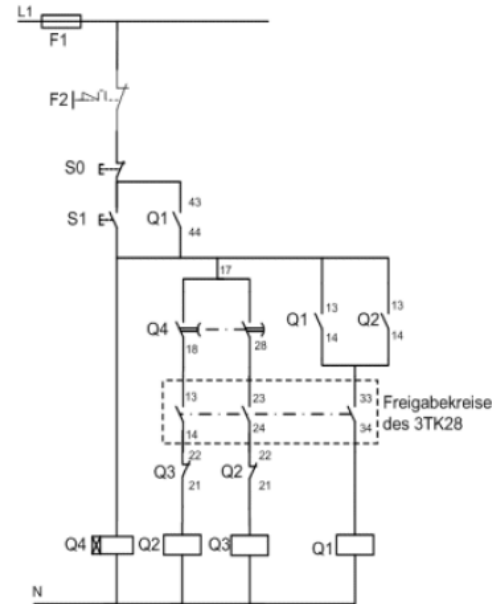 L1
F1
F2
S0
43
S1 Q1
44
17
13 13
Q4 Q1 Q2
18 28 14 14
13 23 33
Freigabekreise
des 3TK28
14 24 34
Q3 22 Q2 22
21 21
Q4 Q2 Q3 Q1
N